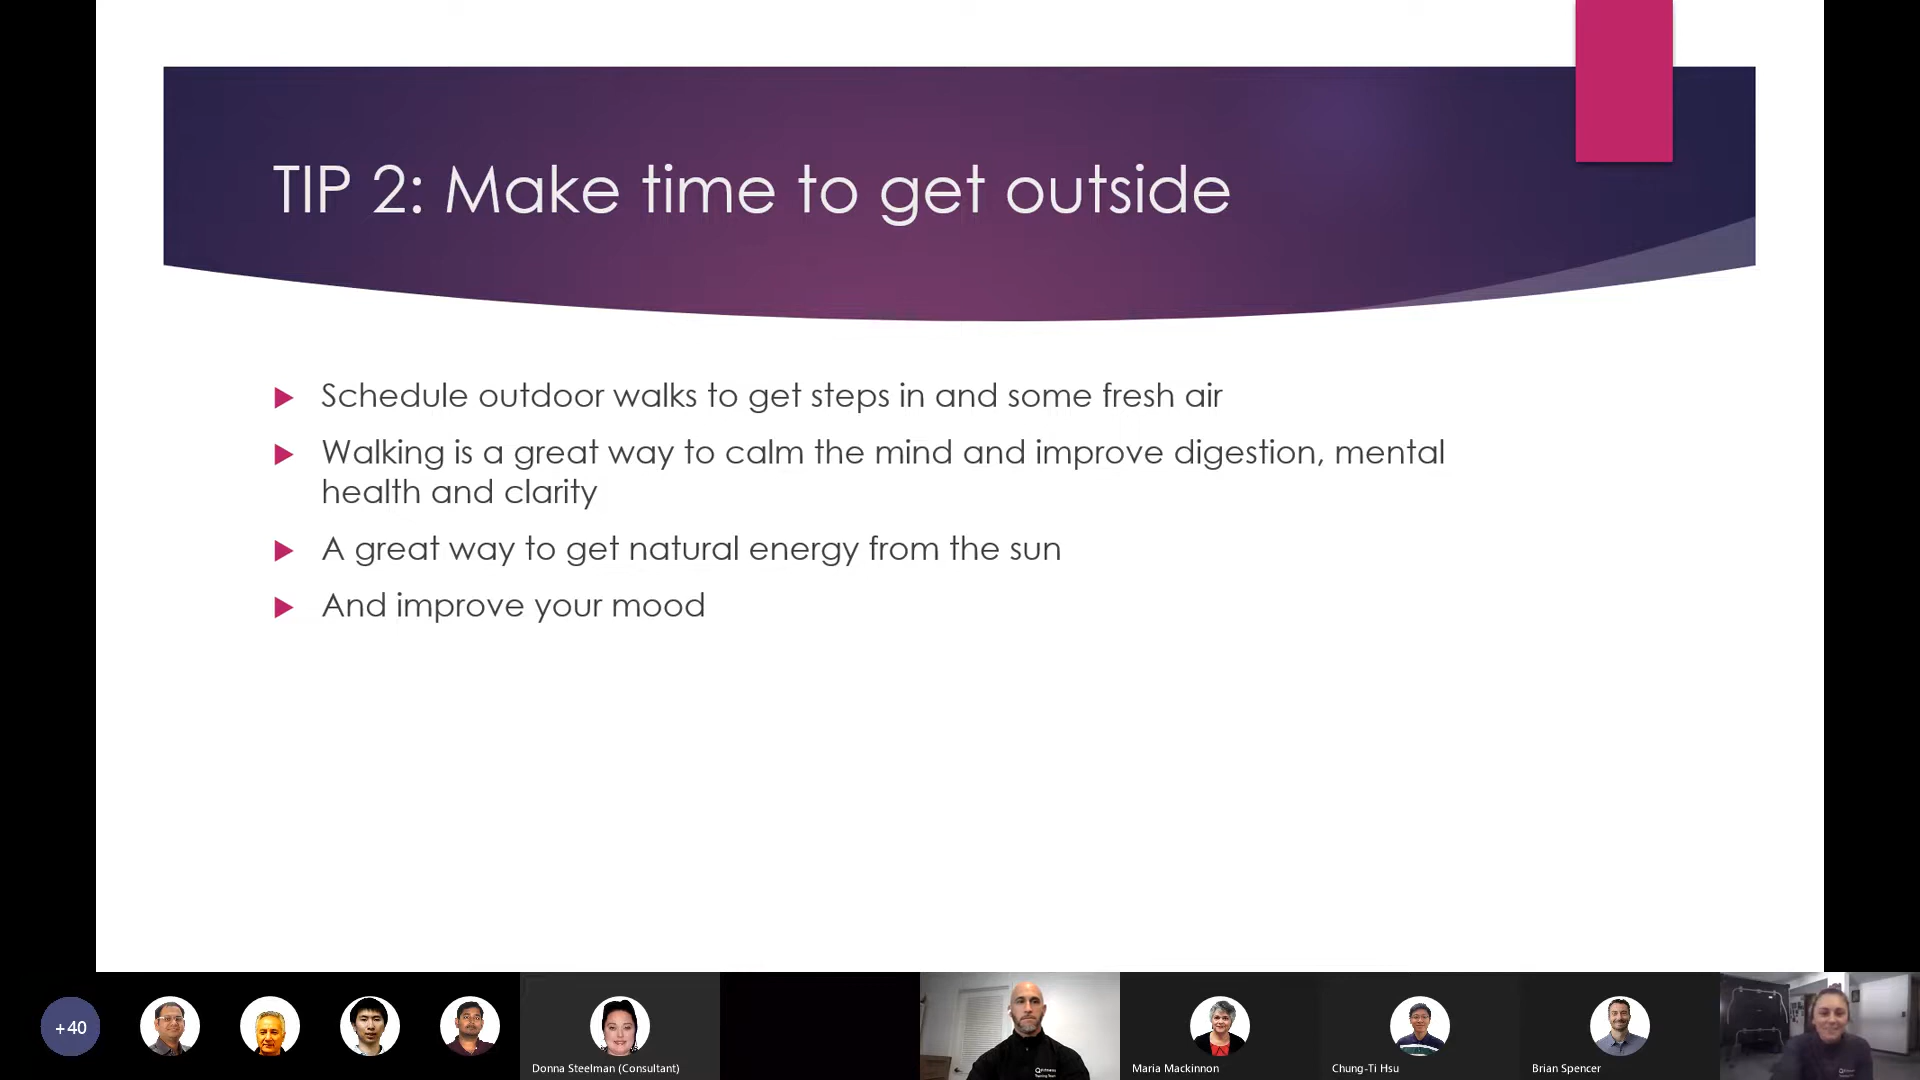 TIP 2: Make time to get outside
Schedule outdoor walks to get steps in and some fresh air
Walking is a great way to calm the mind and improve digestion, mental
health and clarity
A great way to get natural energy from the sun
And improve your mood
+40
Donna Steelman (Consultant)
Maria Mackinnon
Chung-Ti Hsu
Brian Spencer